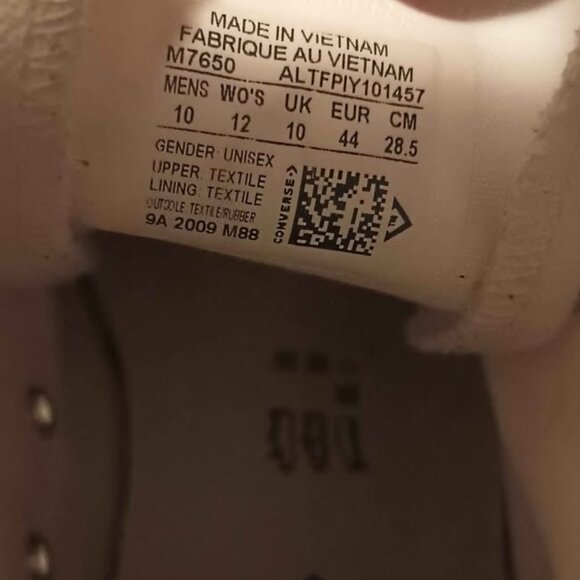 MADE IN VIETNAM
FABRIQUE AU VIETNAM
M7650 ALTFPIY101457
MENS WO'S UK EUR CM
10 12 10 44 28.5
GENDER: UNISEX
UPPER: TEXTILE
LINING: TEXTILE
OUTSOLE: TEXTILE/RUBBER
9A 2009 M88
CONVERSE